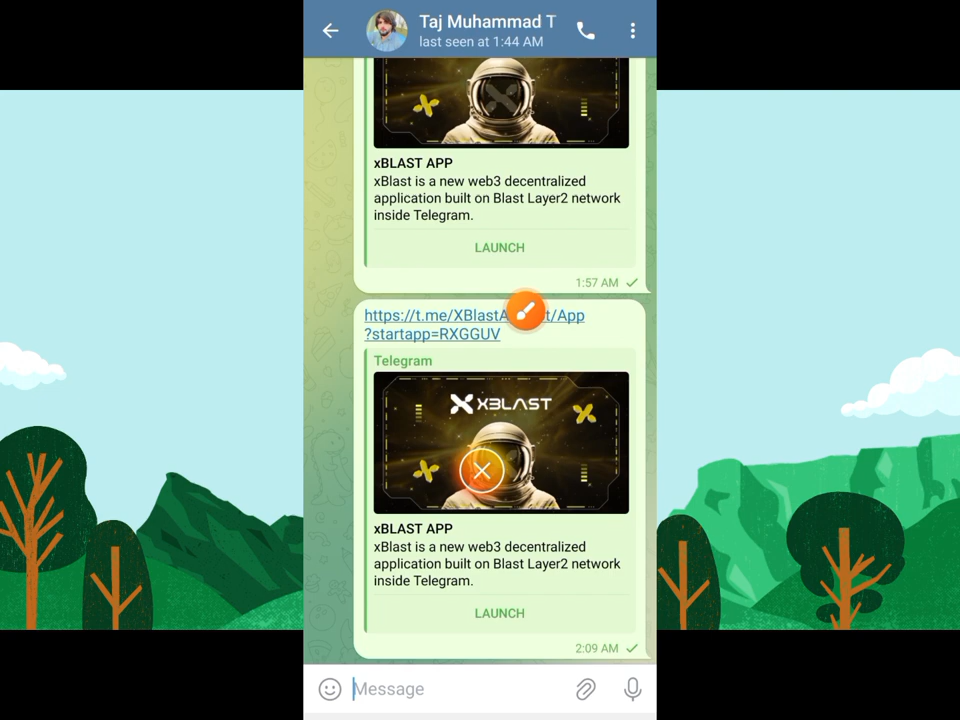 Taj Muhammad T
last seen at 1:44 AM
xBLAST APP
xBlast is a new web3 decentralized
application built on Blast Layer2 network
inside Telegram.
LAUNCH
1:57 AM
https://t.me/XBlastA t/App
?startapp=RXGGUV
Telegram
XBLAST
xBLAST APP
xBlast is a new web3 decentralized
application built on Blast Layer2 network
inside Telegram.
LAUNCH
2:09 AM
Message